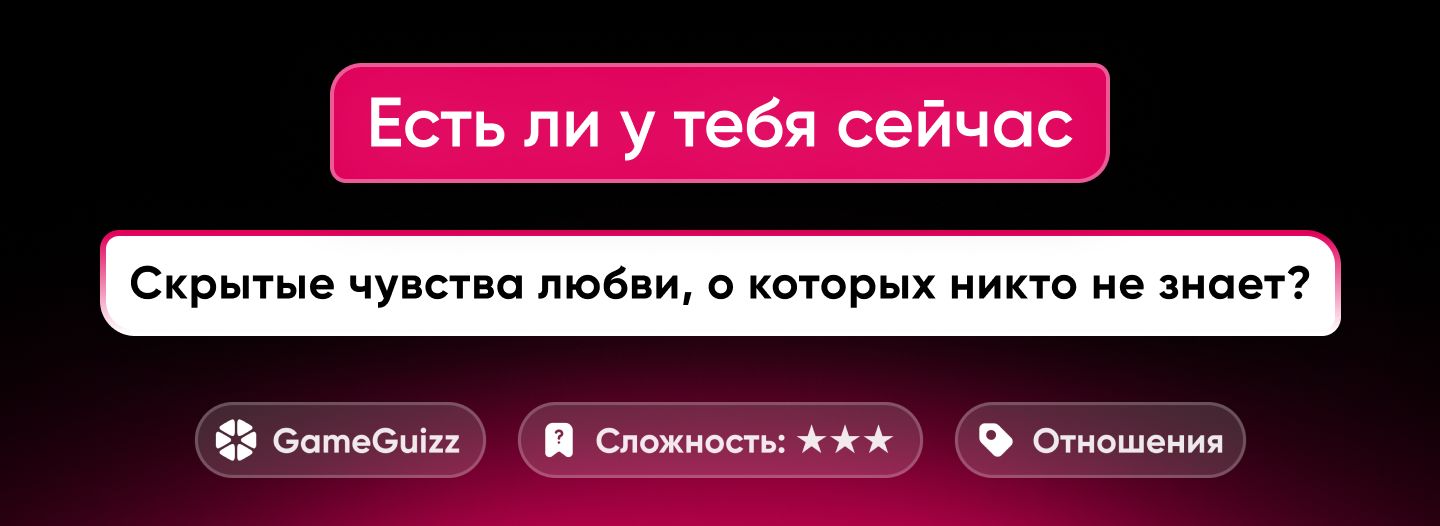 Есть ли у тебя сейчас
Скрытые чувства любви, о которых никто не знает?
GameGuizz
Сложность: ★★★
Отношения